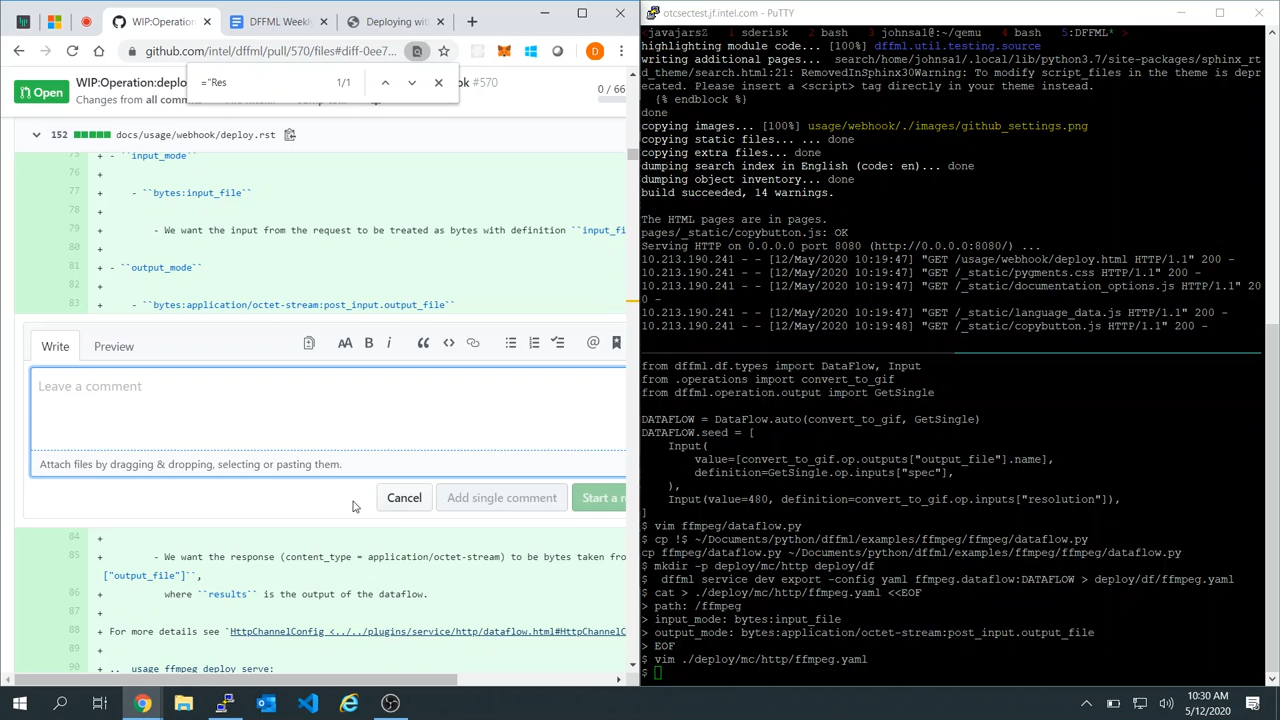 WIP:Operation
DFFML Weekly
Deploying with
otcsectest.jf.intel.com - PuTTY
github.com/intel/dffml/pull/570/files#diff-0ee7...
D
="Res
1/1
Open
WIP:Operation:deplo
k #570
Changes from all comm
0 / 66
152
docs/usage/webhook/deploy.rst
75 + - ``input_mode``
76 +
77 + - ``bytes:input_file``
78 +
79 + - We want the input from the request to be treated as bytes with definition ``input_fi
80 +
81 + - ``output_mode``
82 +
83 + - ``bytes:application/octet-stream:post_input.output_file``
Write
Preview
Leave a comment
Attach files by dragging & dropping, selecting or pasting them.
Cancel
Add single comment
Start a r
84 +
85 + - We want the response (content_type = application/octet-stream) to be bytes taken from
["output_file"]``,
86 + where ``results`` is the output of the dataflow.
87 +
88 + For more details see `HttpChannelConfig <../../plugins/service/http/dataflow.html#HttpChannelC
89 +
90 + .. _usage_ffmpeg_deploy_serve:
<javajarsZ 1 sderisk 2 bash 3 johnsa1@:~/qemu 4 bash 5:DFFML* >
highlighting module code... [100%] dffml.util.testing.source
writing additional pages... search/home/johnsa1/.local/lib/python3.7/site-packages/sphinx_rt
d_theme/search.html:21: RemovedInSphinx30Warning: To modify script_files in the theme is depr
ecated. Please insert a <script> tag directly in your theme instead.
{% endblock %}
done
copying images... [100%] usage/webhook/./images/github_settings.png
copying static files... ... done
copying extra files... done
dumping search index in English (code: en)... done
dumping object inventory... done
build succeeded, 14 warnings.
The HTML pages are in pages.
pages/_static/copybutton.js: OK
Serving HTTP on 0.0.0.0 port 8080 (http://0.0.0.0:8080/) ...
10.213.190.241 - - [12/May/2020 10:19:47] "GET /usage/webhook/deploy.html HTTP/1.1" 200 -
10.213.190.241 - - [12/May/2020 10:19:47] "GET /_static/pygments.css HTTP/1.1" 200 -
10.213.190.241 - - [12/May/2020 10:19:47] "GET /_static/documentation_options.js HTTP/1.1" 20
0 -
10.213.190.241 - - [12/May/2020 10:19:47] "GET /_static/language_data.js HTTP/1.1" 200 -
10.213.190.241 - - [12/May/2020 10:19:48] "GET /_static/copybutton.js HTTP/1.1" 200 -
from dffml.df.types import DataFlow, Input
from .operations import convert_to_gif
from dffml.operation.output import GetSingle
DATAFLOW = DataFlow.auto(convert_to_gif, GetSingle)
DATAFLOW.seed = [
Input(
value=[convert_to_gif.op.outputs["output_file"].name],
definition=GetSingle.op.inputs["spec"],
),
Input(value=480, definition=convert_to_gif.op.inputs["resolution"]),
]
$ vim ffmpeg/dataflow.py
$ cp !$ ~/Documents/python/dffml/examples/ffmpeg/ffmpeg/dataflow.py
cp ffmpeg/dataflow.py ~/Documents/python/dffml/examples/ffmpeg/ffmpeg/dataflow.py
$ mkdir -p deploy/mc/http deploy/df
$  dffml service dev export -config yaml ffmpeg.dataflow:DATAFLOW > deploy/df/ffmpeg.yaml
$ cat > ./deploy/mc/http/ffmpeg.yaml <<EOF
> path: /ffmpeg
> input_mode: bytes:input_file
> output_mode: bytes:application/octet-stream:post_input.output_file
> EOF
$ vim ./deploy/mc/http/ffmpeg.yaml
$
10:30 AM
5/12/2020